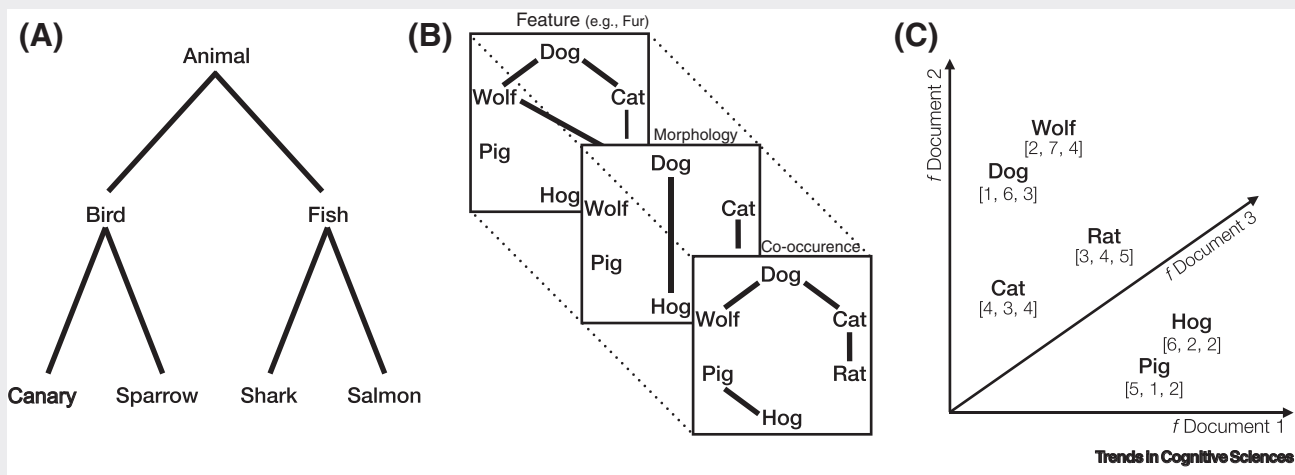 (A)
Animal
Bird
Fish
Canary
Sparrow
Shark
Salmon
(B)
Feature (e.g., Fur)
Dog
Wolf
Cat
Pig
Hog
Morphology
Dog
Wolf
Cat
Pig
Hog
Co-occurence
Dog
Wolf
Cat
Pig
Rat
Hog
(C)
f Document 2
Wolf
[2, 7, 4]
Dog
[1, 6, 3]
Rat
[3, 4, 5]
f Document 3
Cat
[4, 3, 4]
Hog
[6, 2, 2]
Pig
[5, 1, 2]
f Document 1
Trends in Cognitive Sciences